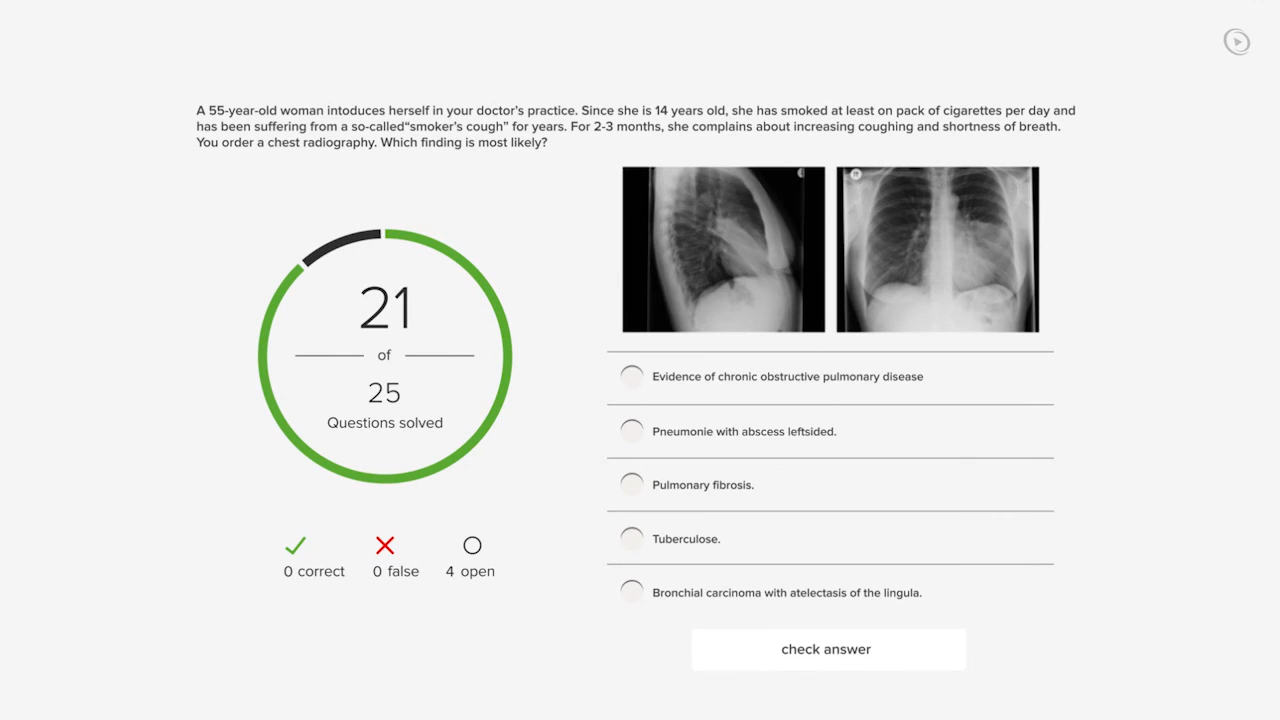 A 55-year-old woman intoduces herself in your doctor's practice. Since she is 14 years old, she has smoked at least on pack of cigarettes per day and
has been suffering from a so-called“smoker's cough” for years. For 2-3 months, she complains about increasing coughing and shortness of breath.
You order a chest radiography. Which finding is most likely?
21
of
25
Questions solved
0 correct
0 false
4 open
Evidence of chronic obstructive pulmonary disease
Pneumonie with abscess leftsided.
Pulmonary fibrosis.
Tuberculose.
Bronchial carcinoma with atelectasis of the lingula.
check answer